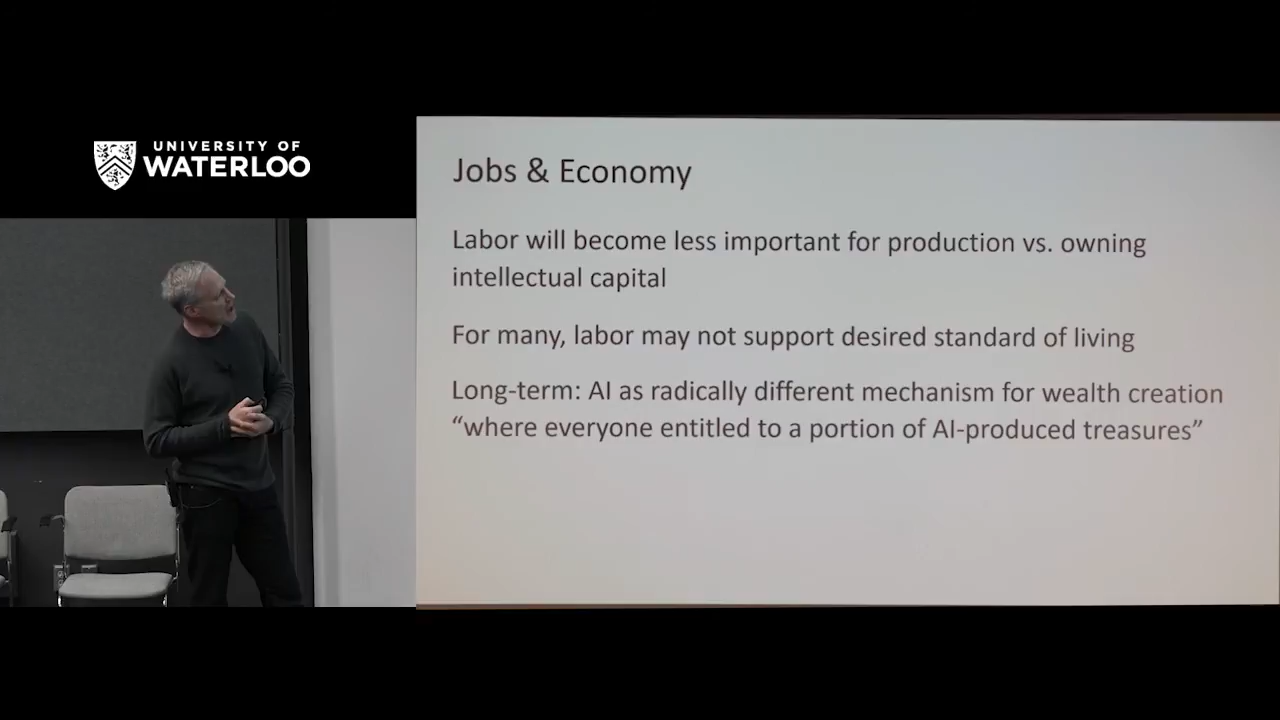 UNIVERSITY OF
WATERLOO
Jobs & Economy
Labor will become less important for production vs. owning
intellectual capital
For many, labor may not support desired standard of living
Long-term: AI as radically different mechanism for wealth creation
“where everyone entitled to a portion of AI-produced treasures”